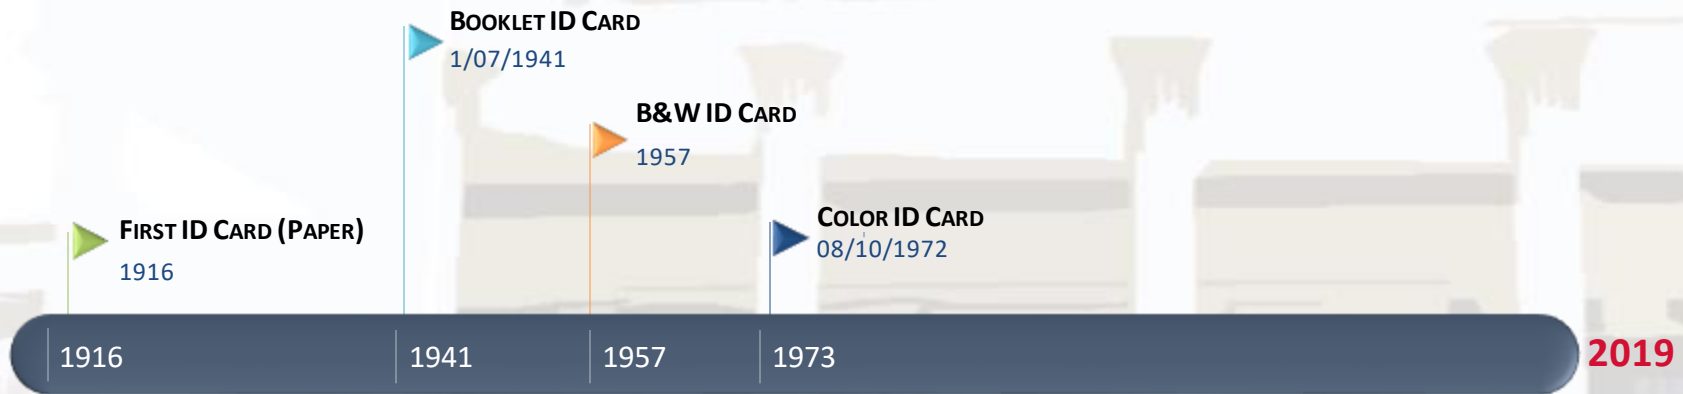 BOOKLET ID CARD
1/07/1941
B&W ID CARD
1957
FIRST ID CARD (PAPER)
1916
COLOR ID CARD
08/10/1972
1916
1941
1957
1973
2019